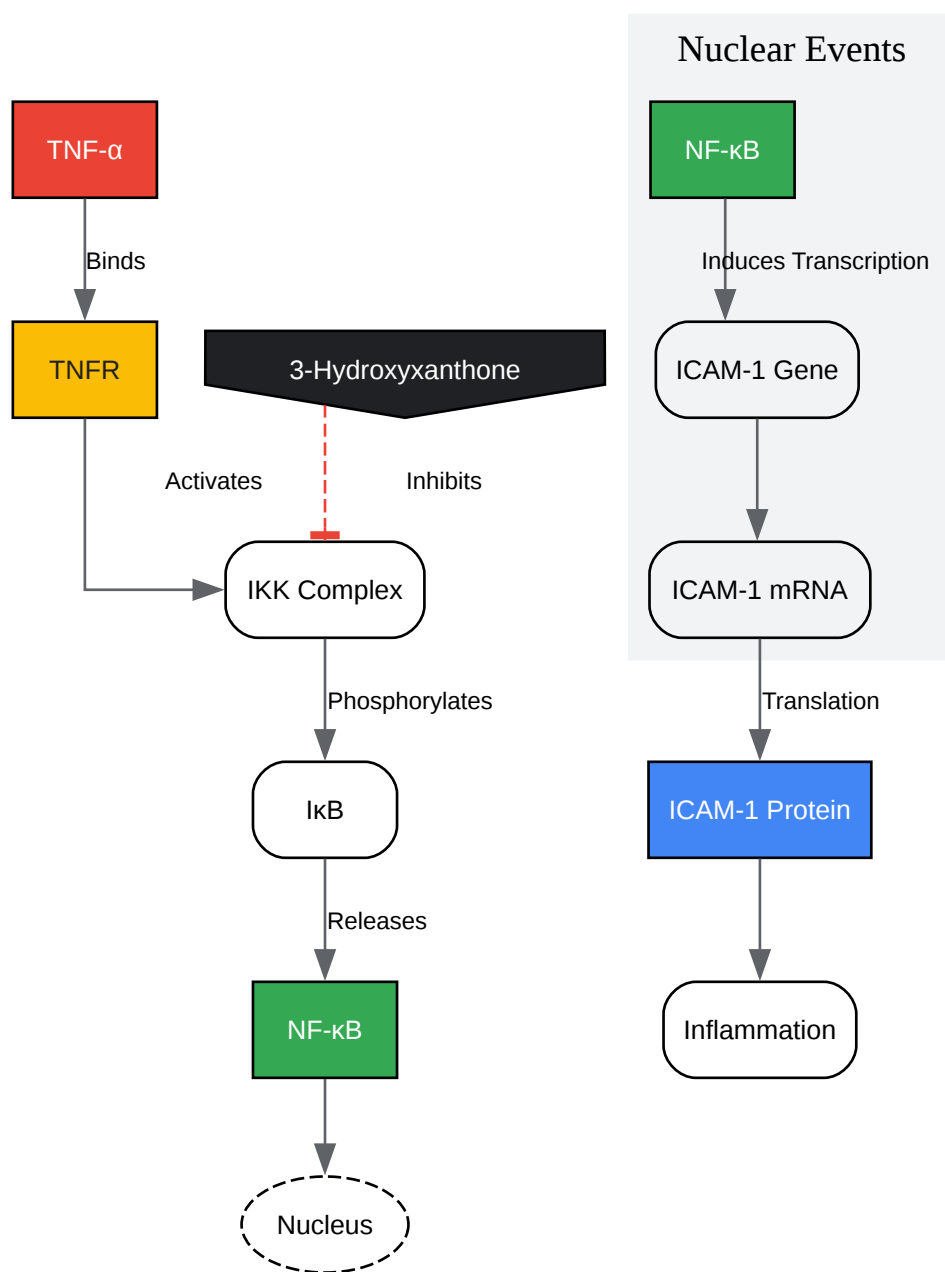 Nuclear Events
TNF-α
NF-κB
Binds
Induces Transcription
TNFR
3-Hydroxyxanthone
ICAM-1 Gene
Activates
Inhibits
IKK Complex
ICAM-1 mRNA
Phosphorylates
Translation
IκB
ICAM-1 Protein
Releases
NF-κB
Inflammation
Nucleus